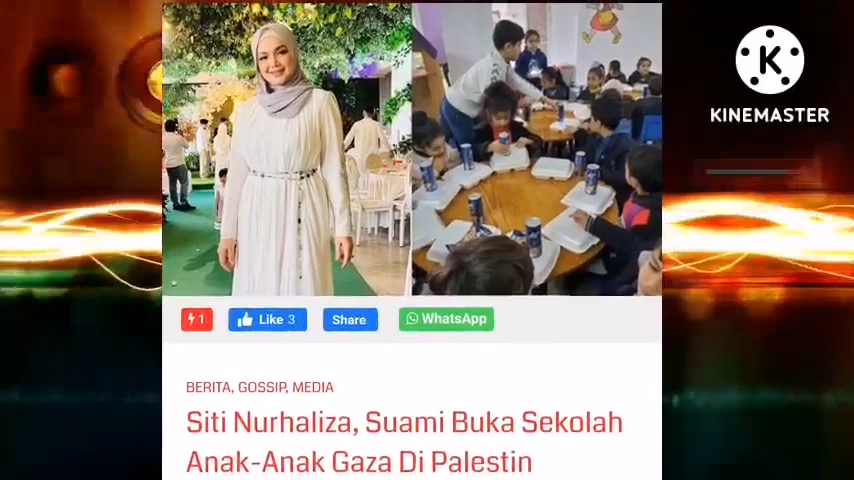 K
KINEMASTER
1
Like 3
Share
WhatsApp
BERITA, GOSSIP, MEDIA
Siti Nurhaliza, Suami Buka Sekolah
Anak-Anak Gaza Di Palestin